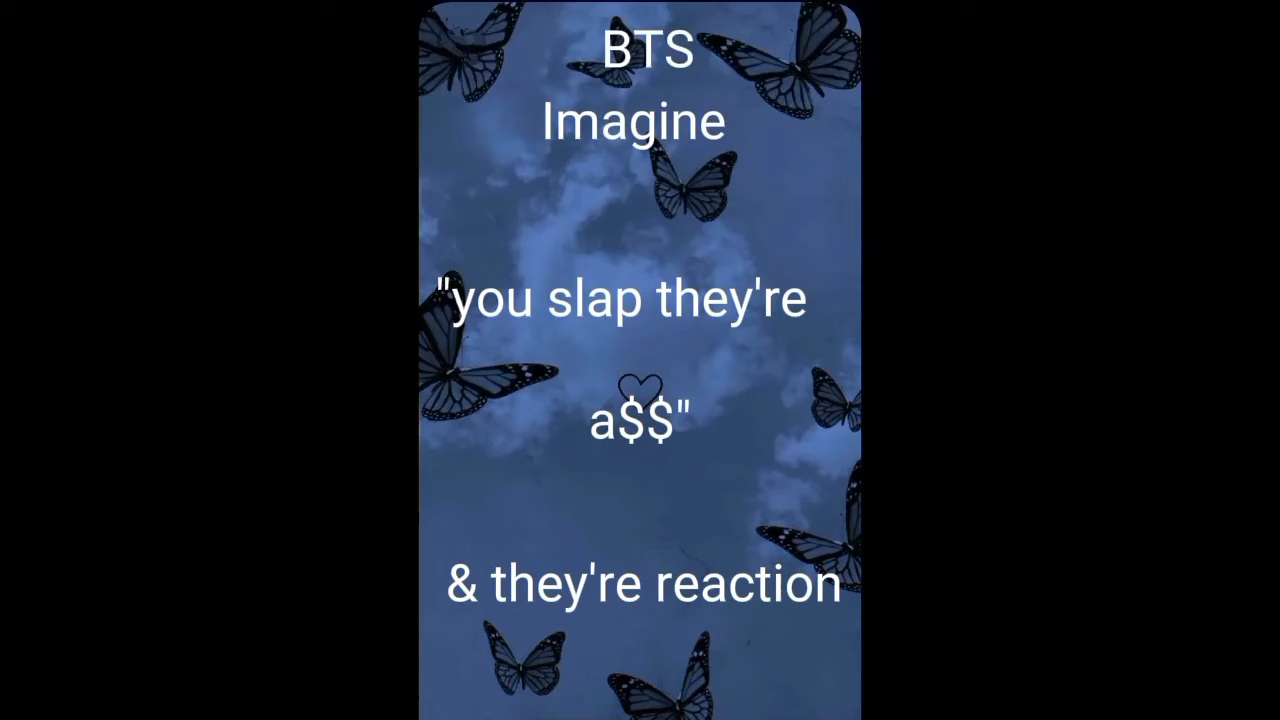 BTS
Imagine
"you slap they're
a$$"
& they're reaction